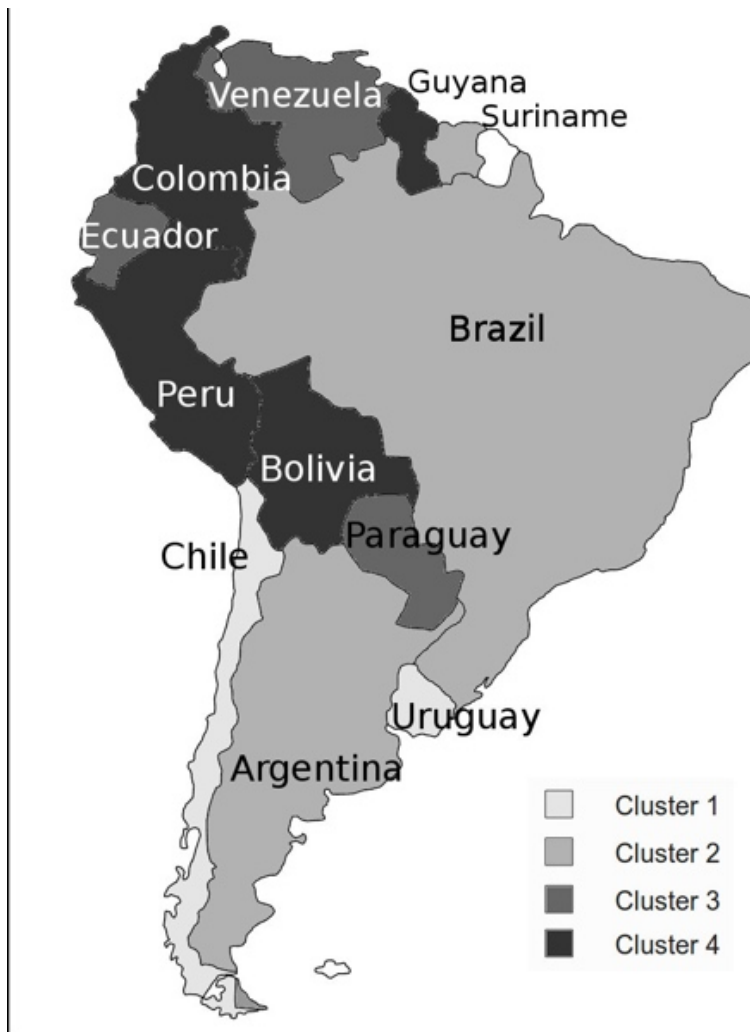 Guyana
Venezuela
Suriname
Colombia
Ecuador
Brazil
Peru
Bolivia
Paraguay
Chile
Uruguay
Argentina
Cluster 1
Cluster 2
Cluster 3
Cluster 4